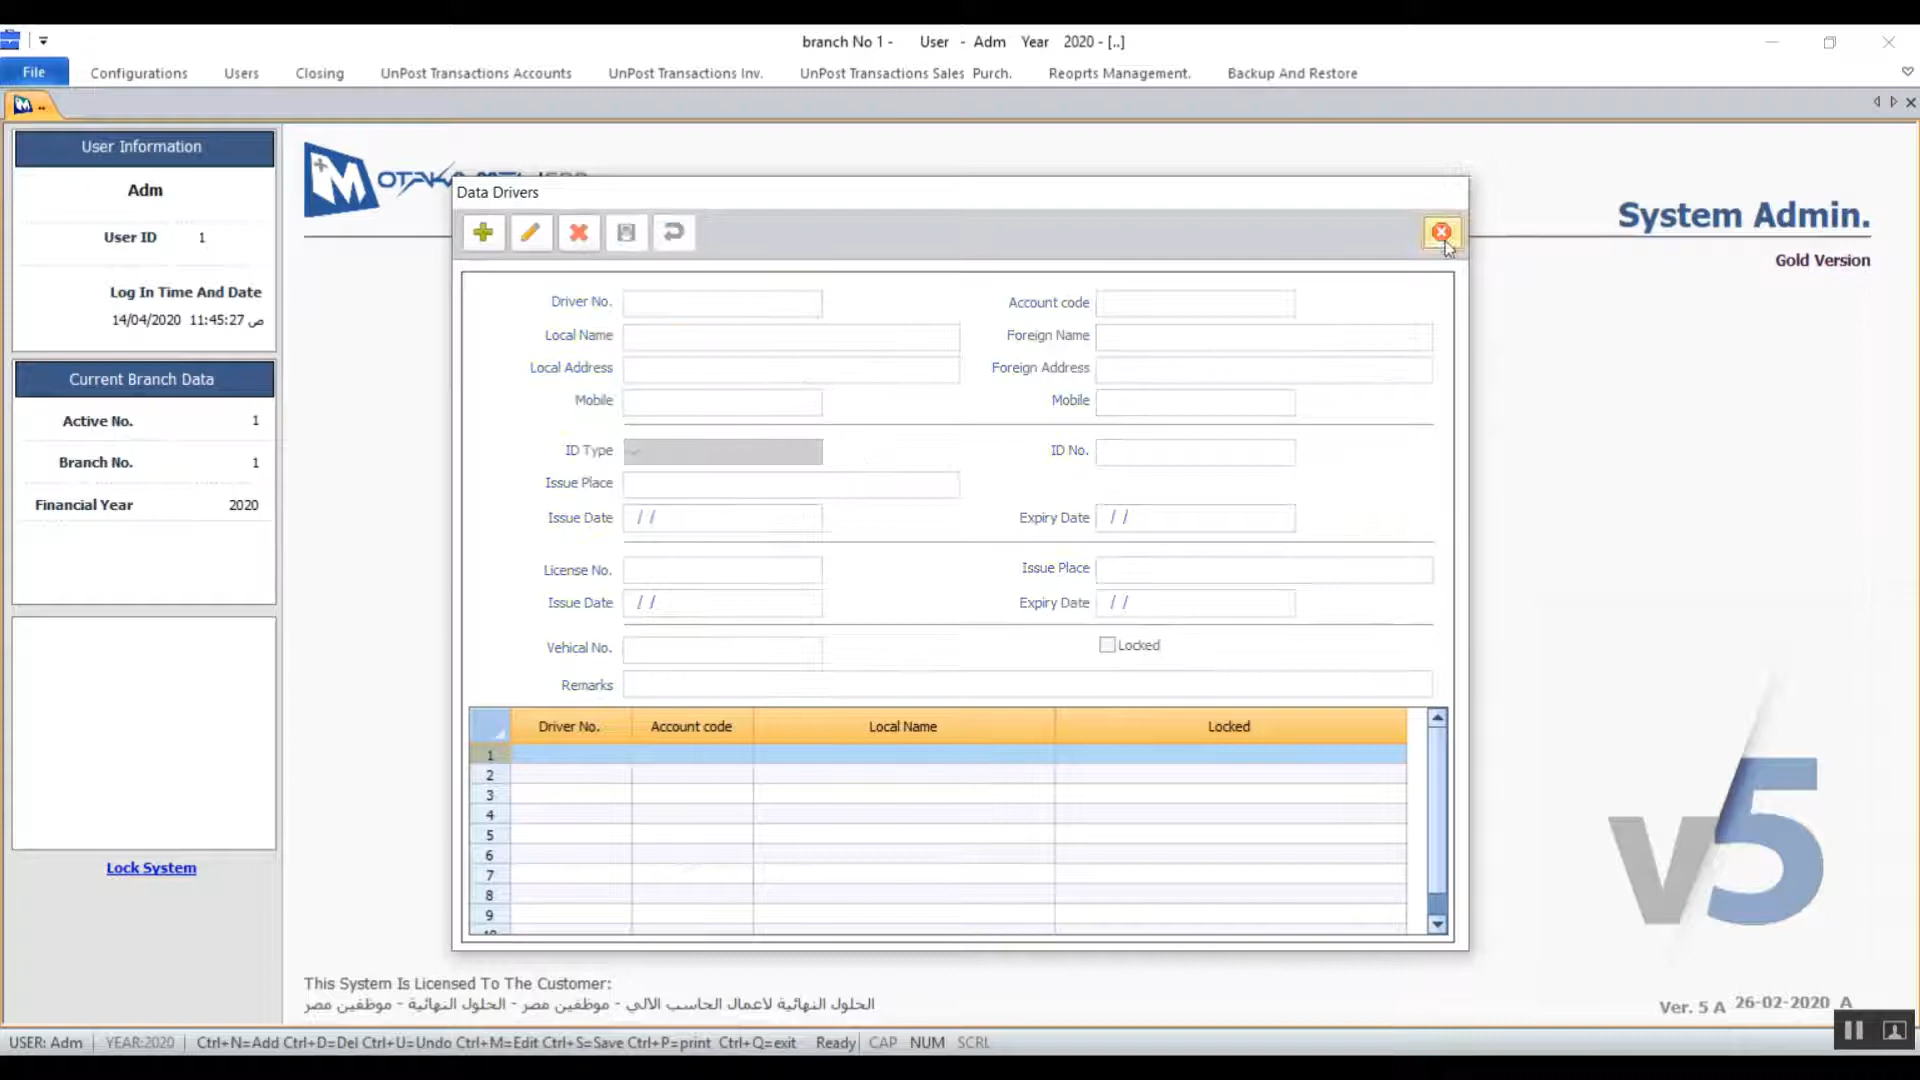 branch No 1 - User - Adm Year 2020 - [..]
File Configurations Users Closing UnPost Transactions Accounts UnPost Transactions Inv. UnPost Transactions Sales Purch. Reoprts Management. Backup And Restore
..
User Information
Adm
User ID 1
Log In Time And Date
14/04/2020 11:45:27 ص
Current Branch Data
Active No. 1
Branch No. 1
Financial Year 2020
Lock System
System Admin.
Gold Version
Data Drivers
Driver No. Account code
Local Name Foreign Name
Local Address Foreign Address
Mobile Mobile
ID Type ID No.
Issue Place
Issue Date / / Expiry Date / /
License No. Issue Place
Issue Date / / Expiry Date / /
Vehical No. Locked
Remarks
Driver No. Account code Local Name Locked
1
2
3
4
5
6
7
8
9
v5
This System Is Licensed To The Customer:
الحلول النهائية لاعمال الحاسب الالي - موظفين مصر - الحلول النهائية - موظفين مصر
Ver. 5 A 26-02-2020 A
USER: Adm YEAR:2020 Ctrl+N=Add Ctrl+D=Del Ctrl+U=Undo Ctrl+M=Edit Ctrl+S=Save Ctrl+P=print Ctrl+Q=exit Ready CAP NUM SCRL